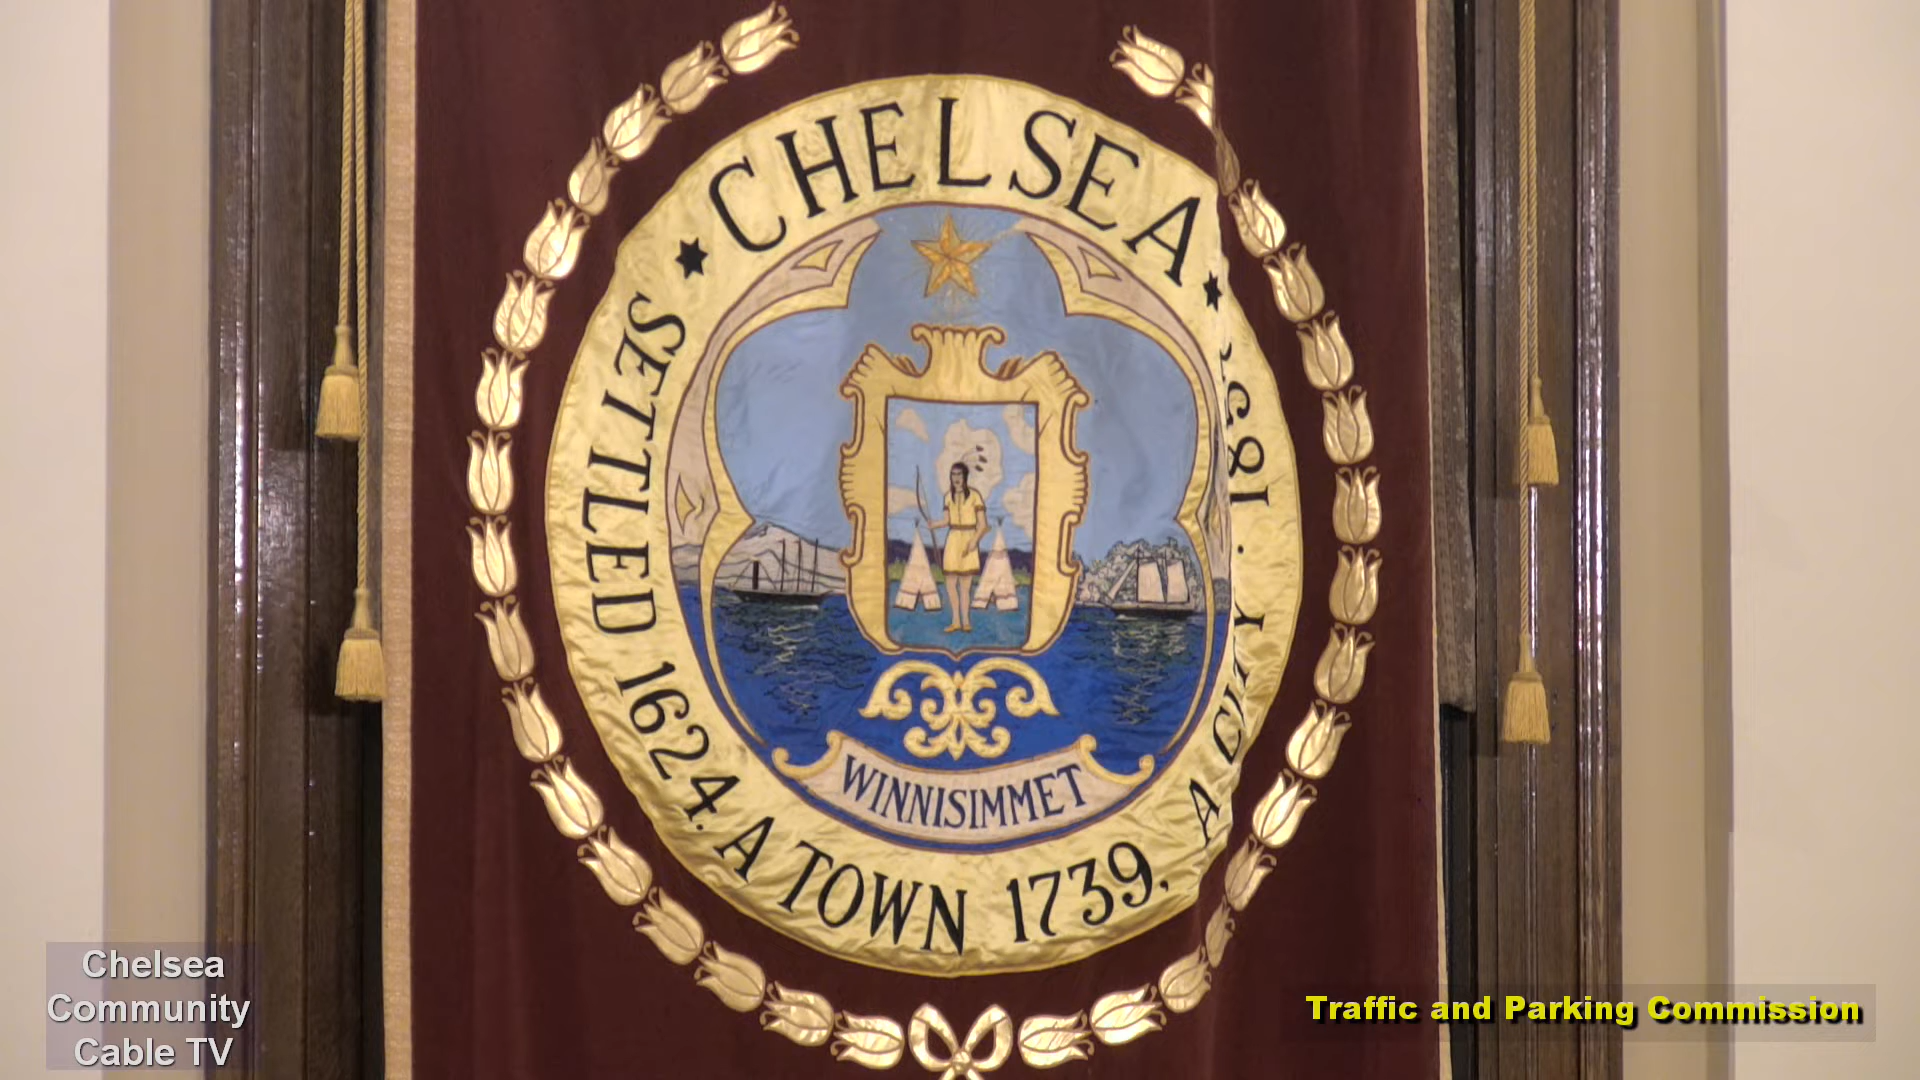 CHELSEA
SETTLED 1624. A TOWN 1739. A CITY. 1857.
WINNISIMMET
Chelsea
Community
Cable TV
Traffic and Parking Commission